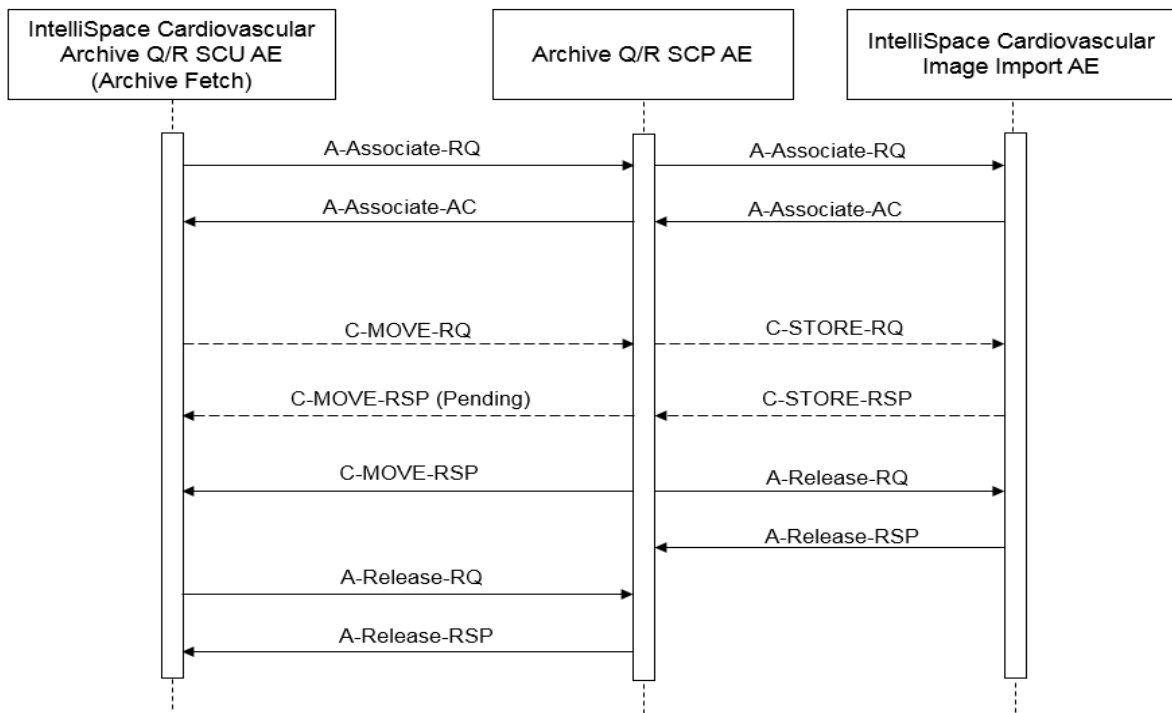 IntelliSpace Cardiovascular
Archive Q/R SCU AE
(Archive Fetch)
Archive Q/R SCP AE
IntelliSpace Cardiovascular
Image Import AE
A-Associate-RQ
A-Associate-RQ
A-Associate-AC
A-Associate-AC
C-MOVE-RQ
C-STORE-RQ
C-MOVE-RSP (Pending)
C-STORE-RSP
C-MOVE-RSP
A-Release-RQ
A-Release-RSP
A-Release-RQ
A-Release-RSP